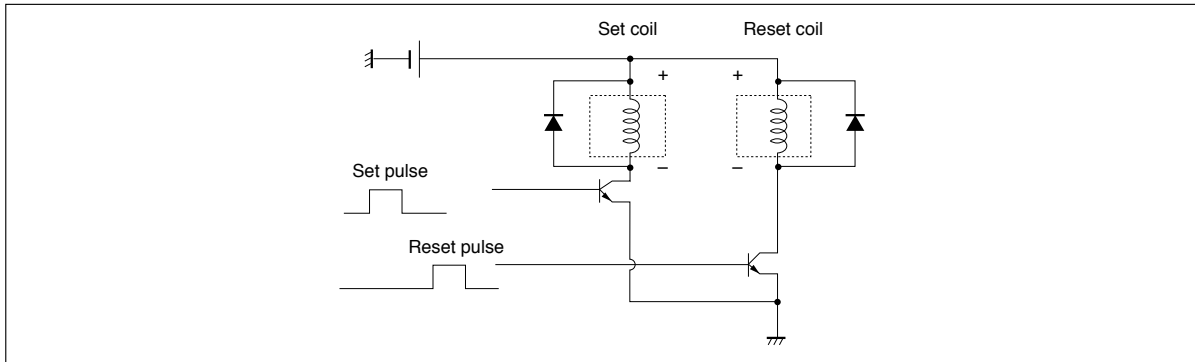 Set coil
Reset coil
+
+
−
−
Set pulse
Reset pulse